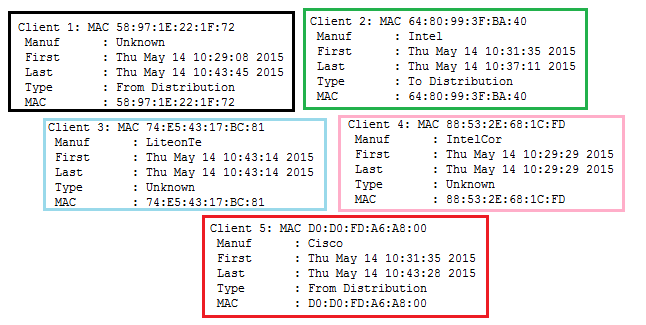 Client 1: MAC 58:97:1E:22:1F:72
Manuf : Unknown
First : Thu May 14 10:29:08 2015
Last : Thu May 14 10:43:45 2015
Type : From Distribution
MAC : 58:97:1E:22:1F:72
Client 2: MAC 64:80:99:3F:BA:40
Manuf : Intel
First : Thu May 14 10:31:35 2015
Last : Thu May 14 10:37:11 2015
Type : To Distribution
MAC : 64:80:99:3F:BA:40
Client 3: MAC 74:E5:43:17:BC:81
Manuf : LiteonTe
First : Thu May 14 10:43:14 2015
Last : Thu May 14 10:43:14 2015
Type : Unknown
MAC : 74:E5:43:17:BC:81
Client 4: MAC 88:53:2E:68:1C:FD
Manuf : IntelCor
First : Thu May 14 10:29:29 2015
Last : Thu May 14 10:29:29 2015
Type : Unknown
MAC : 88:53:2E:68:1C:FD
Client 5: MAC D0:D0:FD:A6:A8:00
Manuf : Cisco
First : Thu May 14 10:31:35 2015
Last : Thu May 14 10:43:28 2015
Type : From Distribution
MAC : D0:D0:FD:A6:A8:00